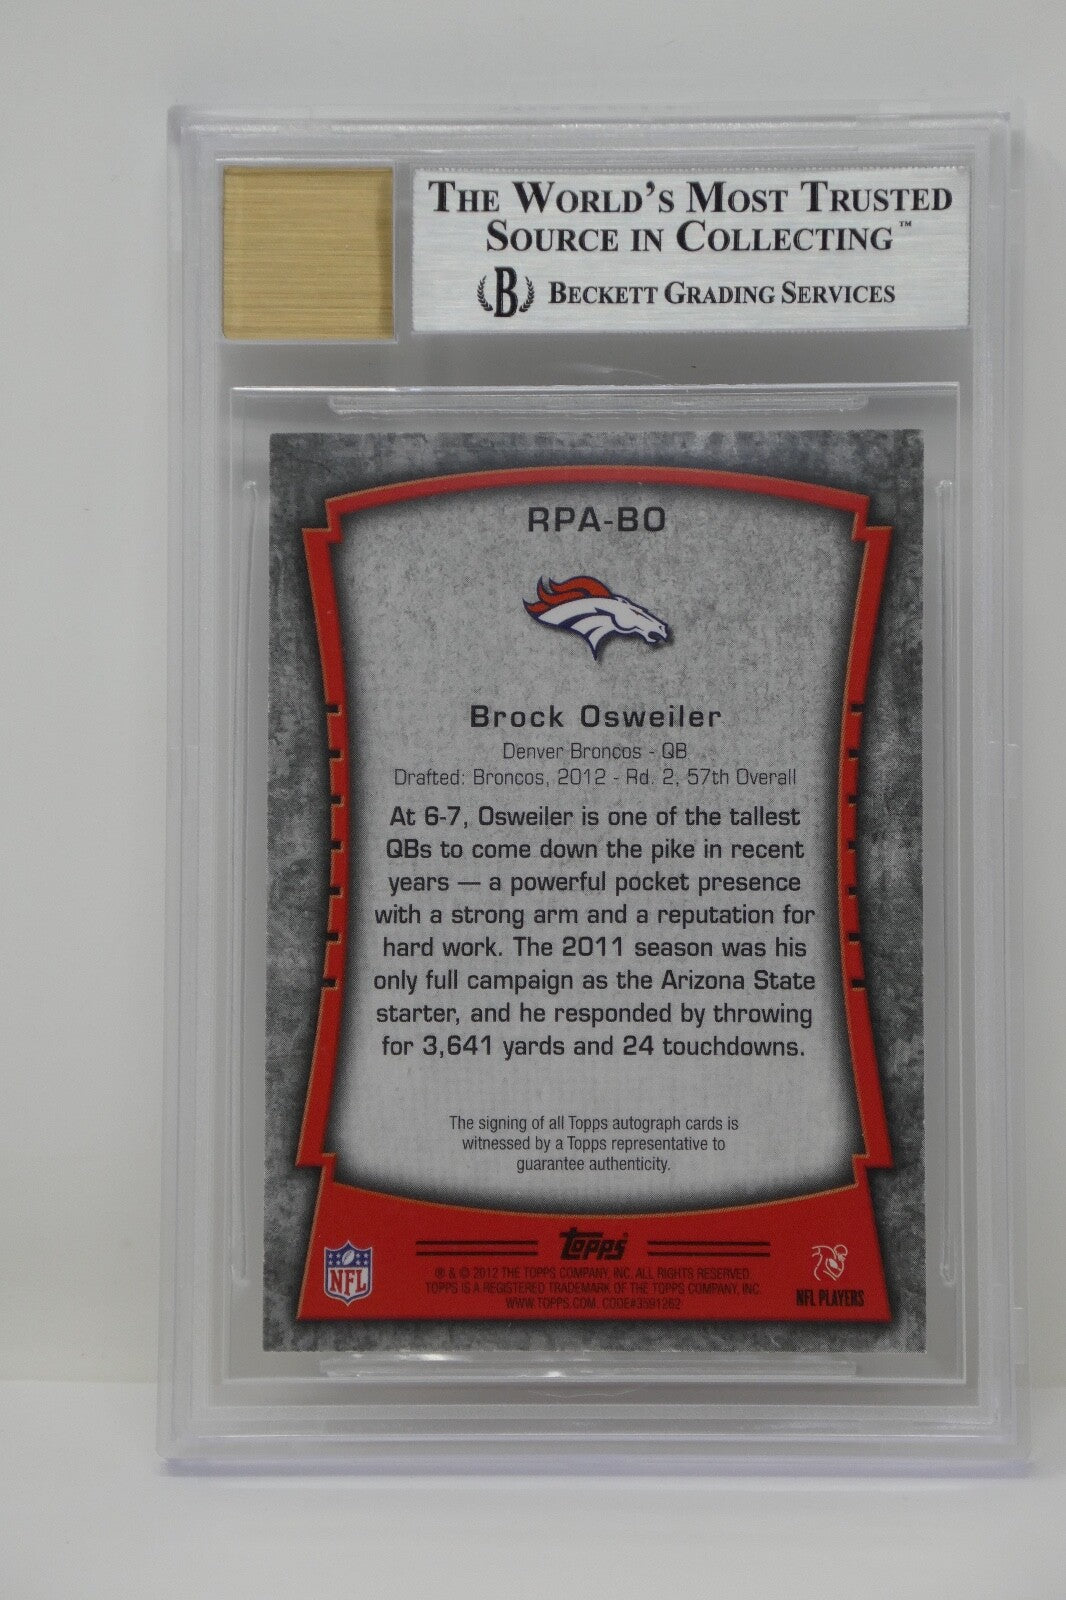 THE WORLD'S MOST TRUSTED
SOURCE IN COLLECTING™
B BECKETT GRADING SERVICES
RPA-BO
Brock Osweiler
Denver Broncos - QB
Drafted: Broncos, 2012 - Rd. 2, 57th Overall
At 6-7, Osweiler is one of the tallest
QBs to come down the pike in recent
years — a powerful pocket presence
with a strong arm and a reputation for
hard work. The 2011 season was his
only full campaign as the Arizona State
starter, and he responded by throwing
for 3,641 yards and 24 touchdowns.
The signing of all Topps autograph cards is
witnessed by a Topps representative to
guarantee authenticity.
Topps®
® & © 2012 THE TOPPS COMPANY, INC. ALL RIGHTS RESERVED.
TOPPS IS A REGISTERED TRADEMARK OF THE TOPPS COMPANY, INC.
WWW.TOPPS.COM. CODE#3591262
NFL
NFL PLAYERS